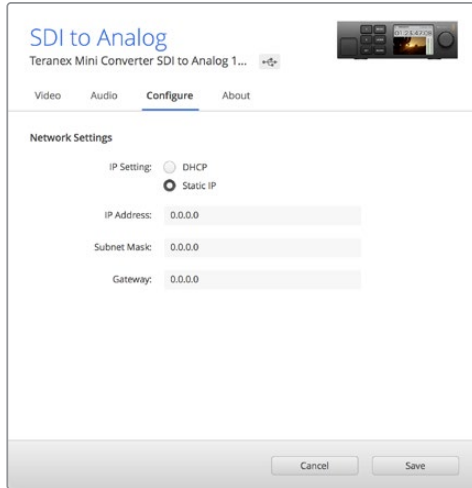 SDI to Analog
Teranex Mini Converter SDI to Analog 1...
Video Audio Configure About
Network Settings
IP Setting: DHCP
Static IP
IP Address: 0.0.0.0
Subnet Mask: 0.0.0.0
Gateway: 0.0.0.0
Cancel Save